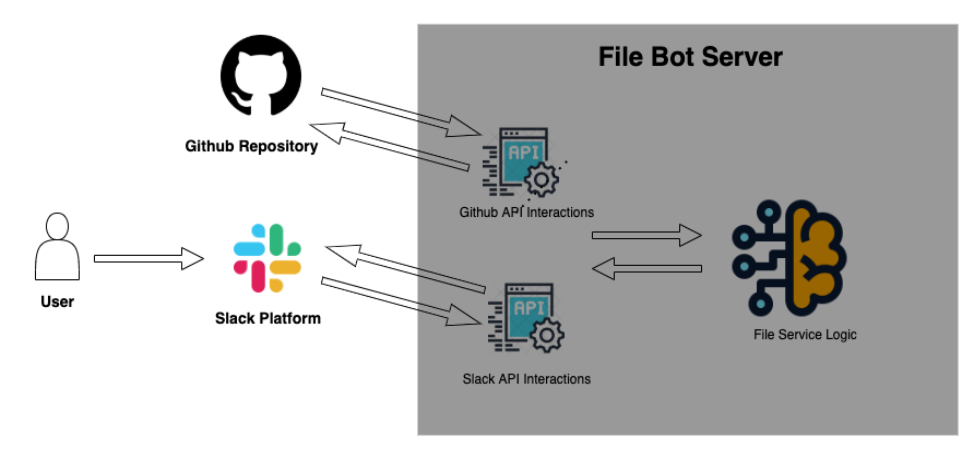 File Bot Server
Github Repository
API
Github API Interactions
User
Slack Platform
API
Slack API Interactions
File Service Logic